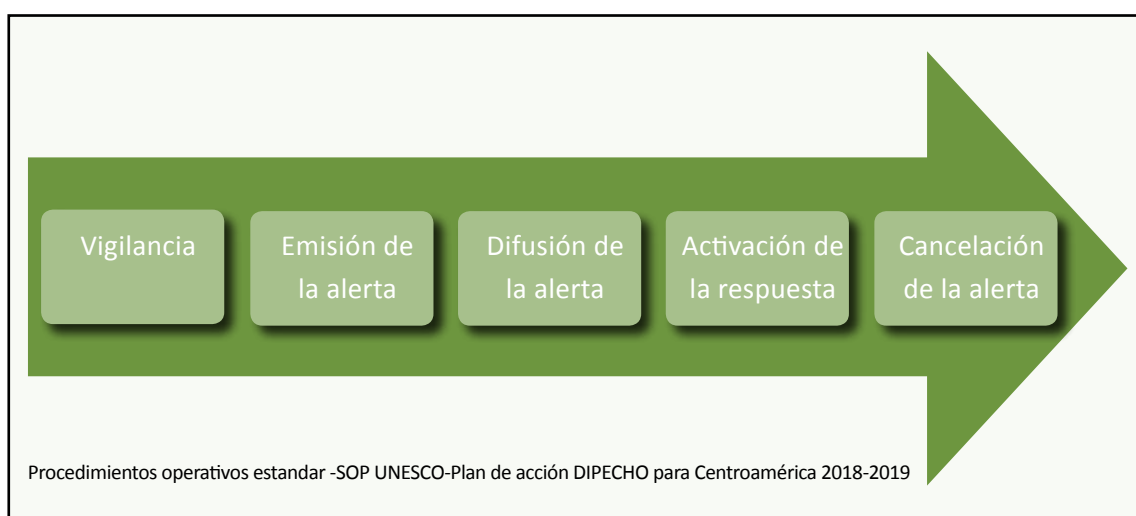 Vigilancia
Emisión de
la alerta
Difusión de
la alerta
Activación de
la respuesta
Cancelación
de la alerta
Procedimientos operativos estandar -SOP UNESCO-Plan de acción DIPECHO para Centroamérica 2018-2019